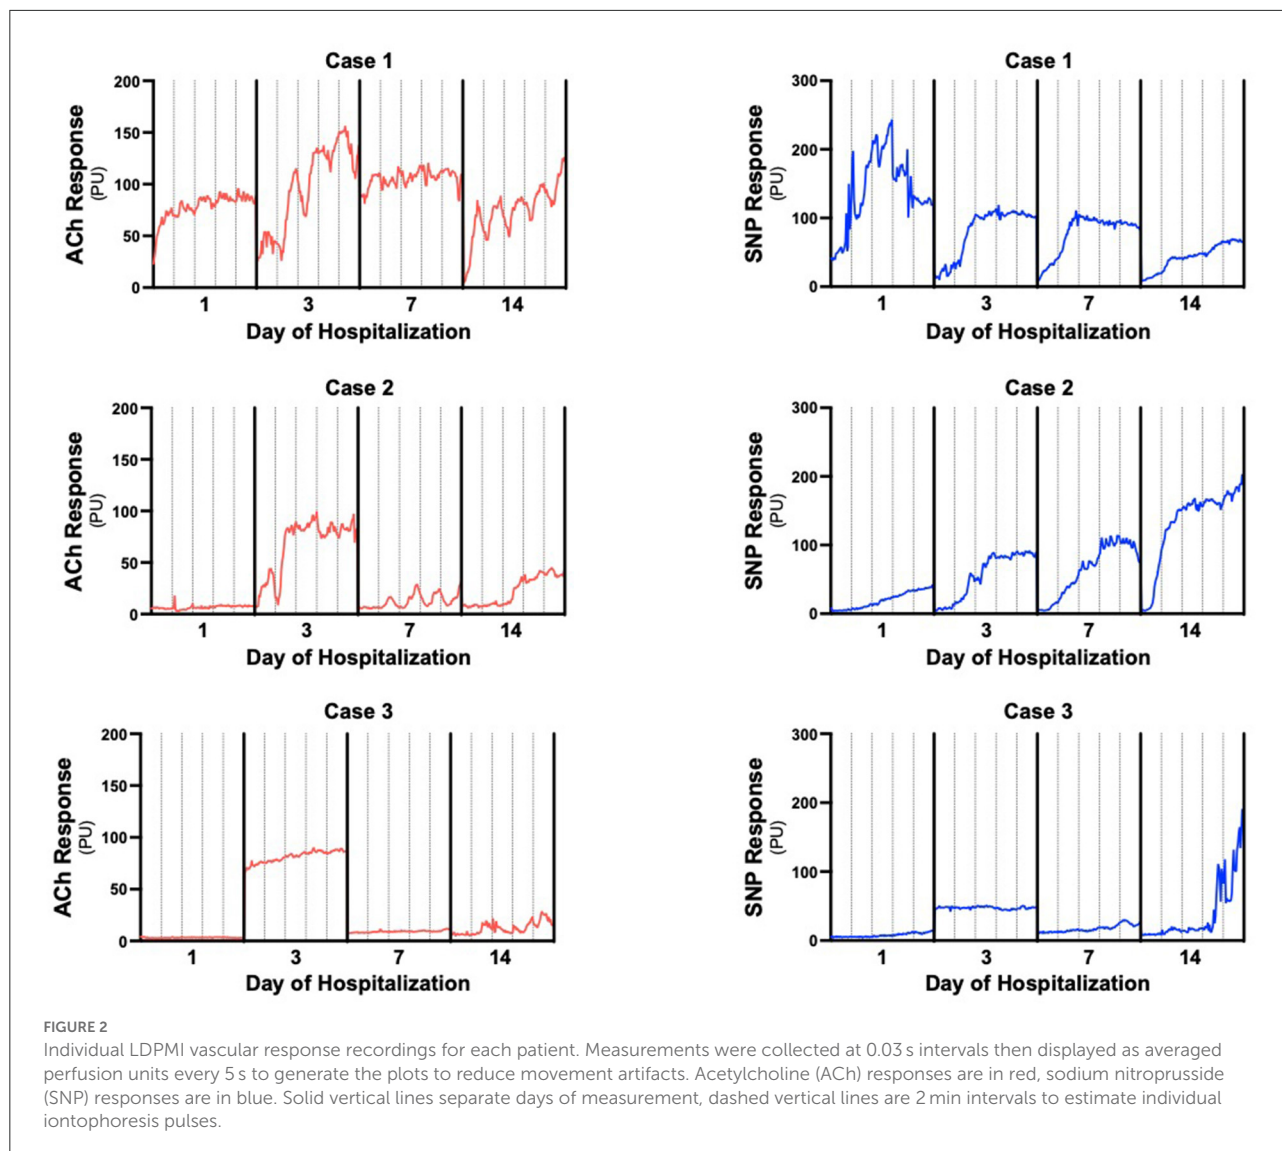 Case 1
ACh Response
(PU)
200
150
100
50
0
1 3 7 14
Day of Hospitalization
Case 1
SNP Response
(PU)
300
200
100
0
1 3 7 14
Day of Hospitalization
Case 2
ACh Response
(PU)
200
150
100
50
0
1 3 7 14
Day of Hospitalization
Case 2
SNP Response
(PU)
300
200
100
0
1 3 7 14
Day of Hospitalization
Case 3
ACh Response
(PU)
200
150
100
50
0
1 3 7 14
Day of Hospitalization
Case 3
SNP Response
(PU)
300
200
100
0
1 3 7 14
Day of Hospitalization
FIGURE 2
Individual LDPMI vascular response recordings for each patient. Measurements were collected at 0.03 s intervals then displayed as averaged
perfusion units every 5 s to generate the plots to reduce movement artifacts. Acetylcholine (ACh) responses are in red, sodium nitroprusside
(SNP) responses are in blue. Solid vertical lines separate days of measurement, dashed vertical lines are 2 min intervals to estimate individual
iontophoresis pulses.